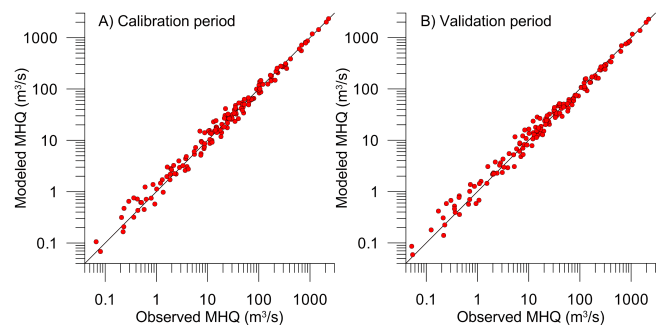 A) Calibration period
Modeled MHQ (m³/s)
1000
100
10
1
0.1
0.1 1 10 100 1000
Observed MHQ (m³/s)
B) Validation period
Modeled MHQ (m³/s)
1000
100
10
1
0.1
0.1 1 10 100 1000
Observed MHQ (m³/s)